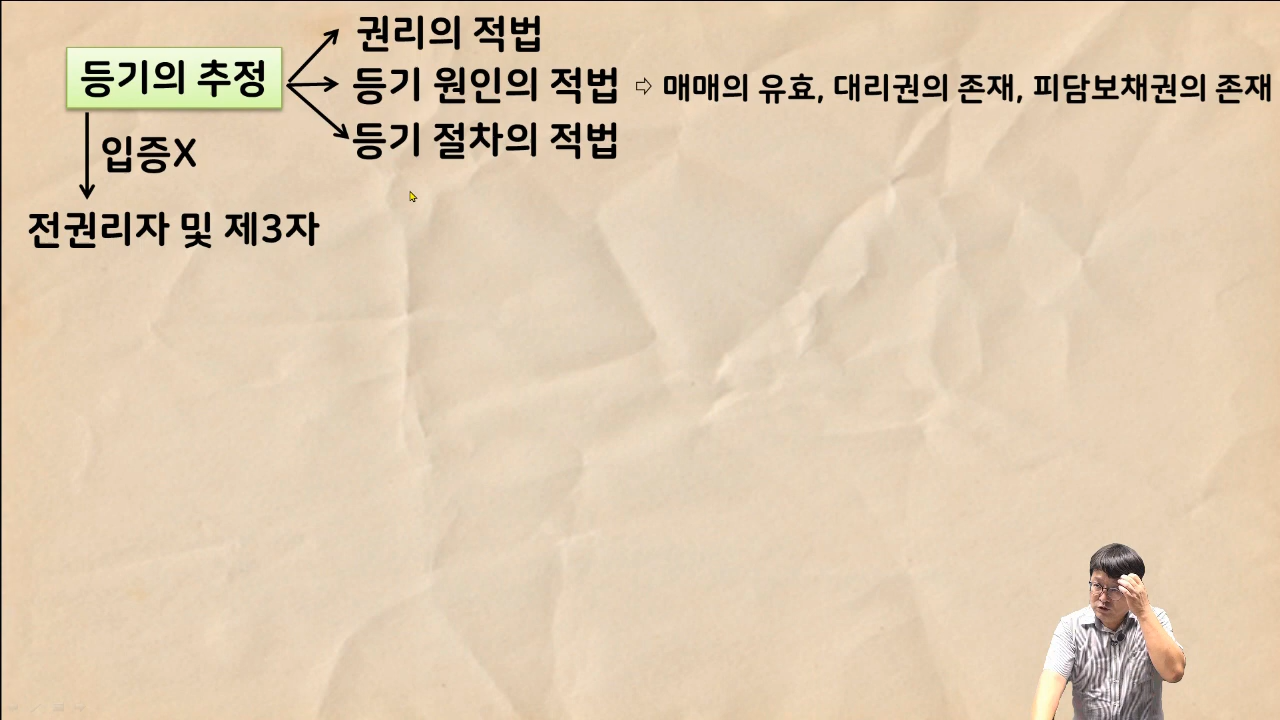 등기의 추정
권리의 적법
등기 원인의 적법 ⇨ 매매의 유효, 대리권의 존재, 피담보채권의 존재
등기 절차의 적법
입증X
전권리자 및 제3자